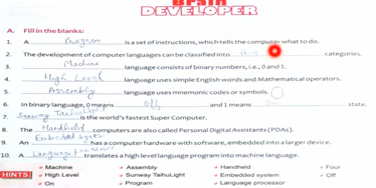 Brain
DEVELOPER
A. Fill in the blanks:
1. A Program is a set of instructions, which tells the computer what to do.
2. The development of computer languages can be classified into categories.
3. Machine language consists of binary numbers, i.e., 0 and 1.
4. High Level language uses simple English words and Mathematical operators.
5. Assembly language uses mnemonic codes or symbols.
6. In binary language, 0 means off and 1 means on state.
7. Sunway Taihulight is the world's fastest Super Computer.
8. The Handheld computers are also called Personal Digital Assistants (PDAs).
9. An Embedded system has a computer hardware with software, embedded into a larger device.
10. A Language translates a high level language program into machine language.
HINTS
Machine Assembly Handheld Four
High Level Sunway TaihuLight Embedded system Off
On Program Language processor